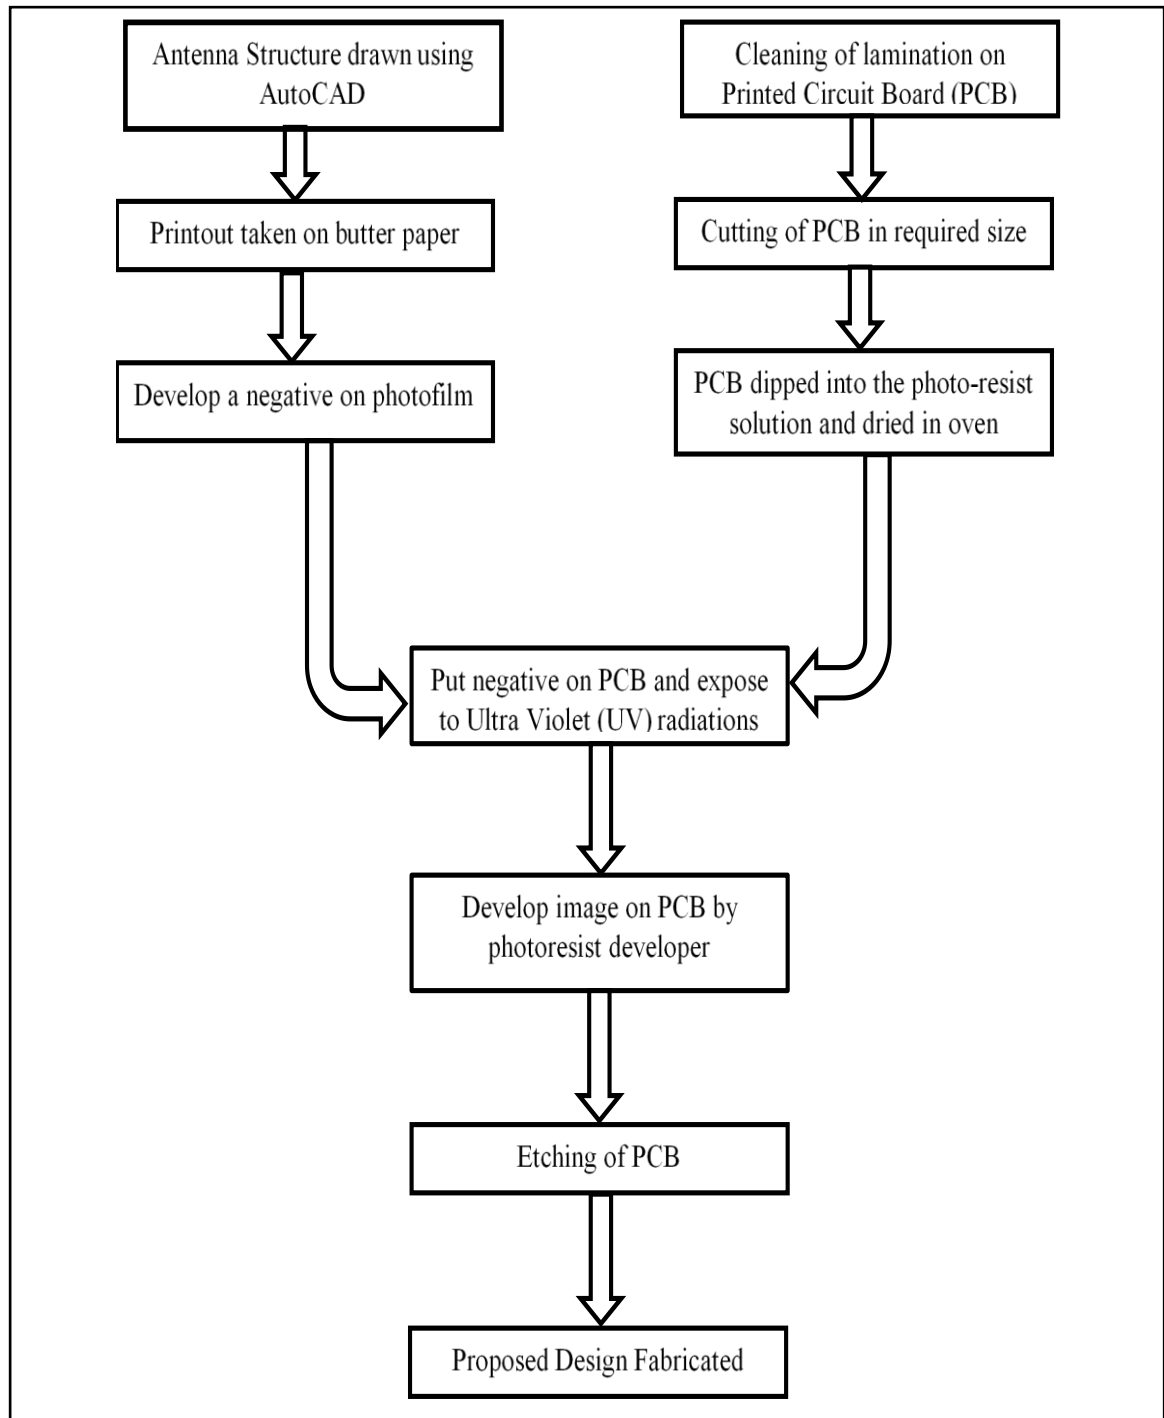 Antenna Structure drawn using
AutoCAD
Printout taken on butter paper
Develop a negative on photofilm
Cleaning of lamination on
Printed Circuit Board (PCB)
Cutting of PCB in required size
PCB dipped into the photo-resist
solution and dried in oven
Put negative on PCB and expose
to Ultra Violet (UV) radiations
Develop image on PCB by
photoresist developer
Etching of PCB
Proposed Design Fabricated